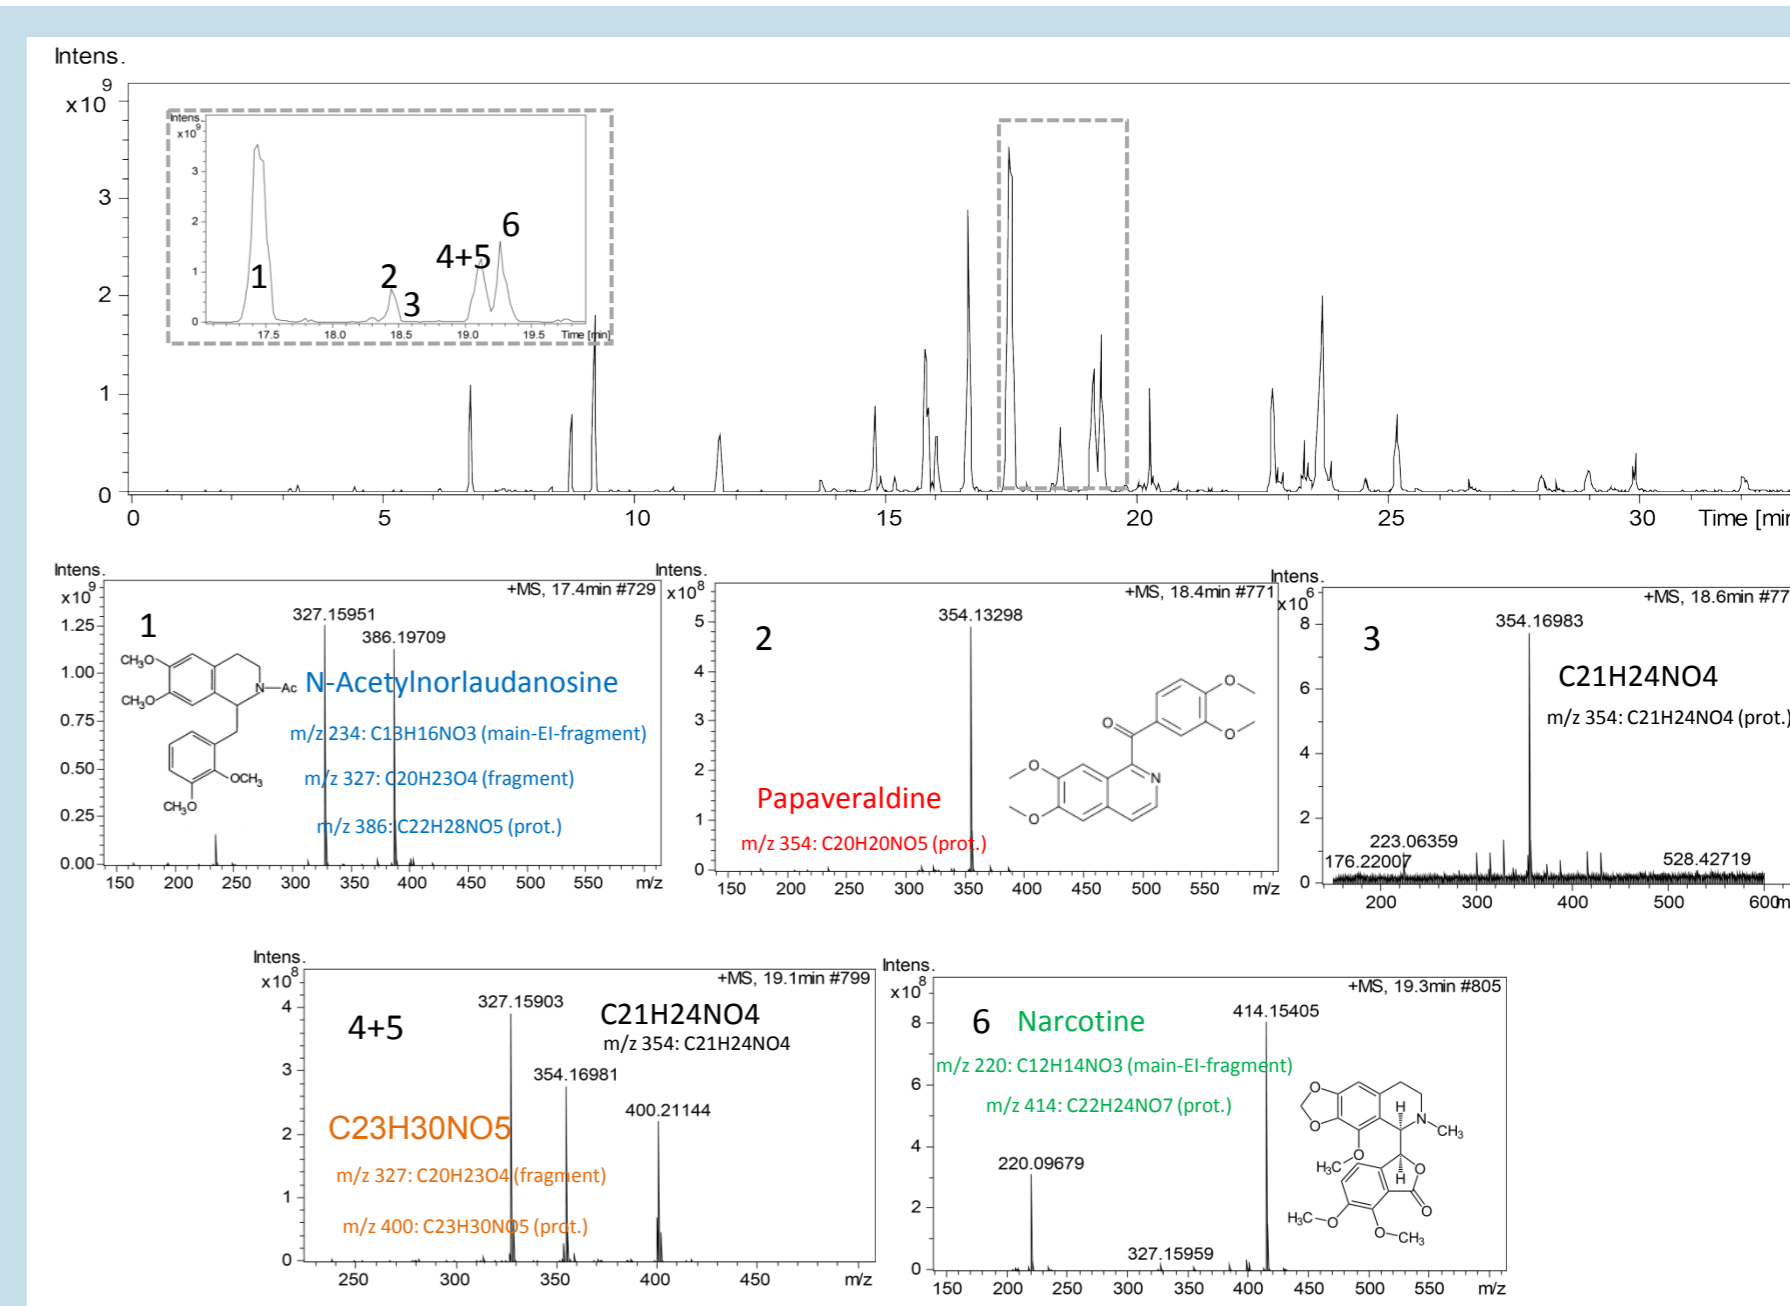 Intens.
x10 9
3
2
1
0
0 5 10 15 20 25 30 Time [min
Intens.
x10 9
3
2
1
0
17.5 18.0 18.5 19.0 19.5 Time [min]
1
2
3
4+5
6
Intens.
x10 9
+MS, 17.4min #729
1.25
1.00
0.75
0.50
0.25
0.00
150 200 250 300 350 400 450 500 550 m/z
1
327.15951
386.19709
CH3O
CH3O
N-Ac
OCH3
CH3O
N-Acetylnorlaudanosine
m/z 234: C13H16NO3 (main-EI-fragment)
m/z 327: C20H23O4 (fragment)
m/z 386: C22H28NO5 (prot.)
Intens.
x10 8
+MS, 18.4min #771
5
4
3
2
1
0
150 200 250 300 350 400 450 500 550 m/z
2
354.13298
O
O
O
N
O
O
Papaveraldine
m/z 354: C20H20NO5 (prot.)
Intens.
x10 6
+MS, 18.6min #77
8
6
4
2
0
200 300 400 500 600m
3
354.16983
C21H24NO4
m/z 354: C21H24NO4 (prot.)
223.06359
176.22007
528.42719
Intens.
x10 8
+MS, 19.1min #799
4
3
2
1
0
250 300 350 400 450 m/z
4+5
327.15903
354.16981
400.21144
C21H24NO4
m/z 354: C21H24NO4
C23H30NO5
m/z 327: C20H23O4 (fragment)
m/z 400: C23H30NO5 (prot.)
Intens.
x10 8
+MS, 19.3min #805
8
6
4
2
0
150 200 250 300 350 400 450 500 550 m/z
6 Narcotine
414.15405
m/z 220: C12H14NO3 (main-EI-fragment)
m/z 414: C22H24NO7 (prot.)
220.09679
327.15959
O
O
H
N
CH3
O
H3C
H
O
O
H3C
O
O
CH3